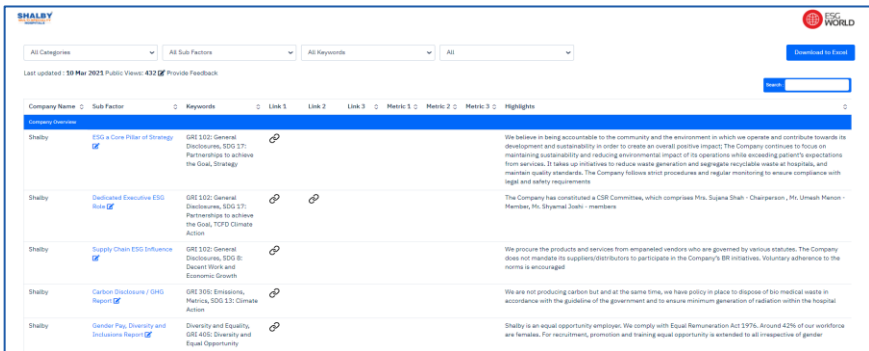 SHALBY
ESG
WORLD
All Categories
All Sub Factors
All Keywords
All
Download to Excel
Last updated : 10 Mar 2021 Public Views: 432 Provide Feedback
Search:
Company Name Sub Factor Keywords Link 1 Link 2 Link 3 Metric 1 Metric 2 Metric 3 Highlights
Company Overview
Shalby
ESG a Core Pillar of Strategy
GRI 102: General
Disclosures, SDG 17:
Partnerships to achieve
the Goal, Strategy
We believe in being accountable to the community and the environment in which we operate and contribute towards its
development and sustainability in order to create an overall positive impact; The Company continues to focus on
maintaining sustainability and reducing environmental impact of its operations while exceeding patient's expectations
from services. It takes up initiatives to reduce waste generation and segregate recyclable waste at hospitals, and
maintain quality standards. The Company follows strict procedures and regular monitoring to ensure compliance with
legal and safety requirements
Shalby
Dedicated Executive ESG
Role
GRI 102: General
Disclosures, SDG 17:
Partnerships to achieve
the Goal, TCFD Climate
Action
The Company has constituted a CSR Committee, which comprises Mrs. Sujana Shah - Chairperson , Mr. Umesh Menon -
Member, Mr. Shyamal Joshi - members
Shalby
Supply Chain ESG Influence
GRI 102: General
Disclosures, SDG 8:
Decent Work and
Economic Growth
We procure the products and services from empaneled vendors who are governed by various statutes. The Company
does not mandate its suppliers/distributors to participate in the Company's BR initiatives. Voluntary adherence to the
norms is encouraged
Shalby
Carbon Disclosure / GHG
Report
GRI 305: Emissions,
Metrics, SDG 13: Climate
Action
We are not producing carbon but and at the same time, we have policy in place to dispose of bio medical waste in
accordance with the guideline of the government and to ensure minimum generation of radiation within the hospital
Shalby
Gender Pay, Diversity and
Inclusions Report
Diversity and Equality,
GRI 405: Diversity and
Equal Opportunity
Shalby is an equal opportunity employer. We comply with Equal Remuneration Act 1976. Around 42% of our workforce
are females. For recruitment, promotion and training equal opportunity is extended to all irrespective of gender